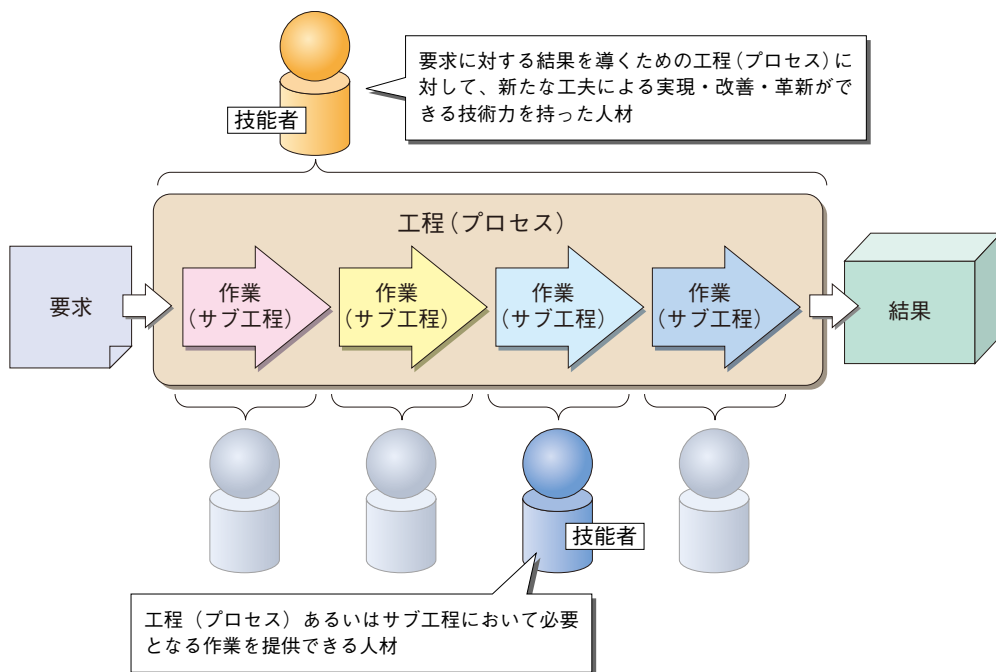 要求に対する結果を導くための工程（プロセス）に
対して、新たな工夫による実現・改善・革新がで
きる技術力を持った人材
技能者
工程（プロセス）
要求
作業
（サブ工程）
作業
（サブ工程）
作業
（サブ工程）
作業
（サブ工程）
結果
技能者
工程（プロセス）あるいはサブ工程において必要
となる作業を提供できる人材